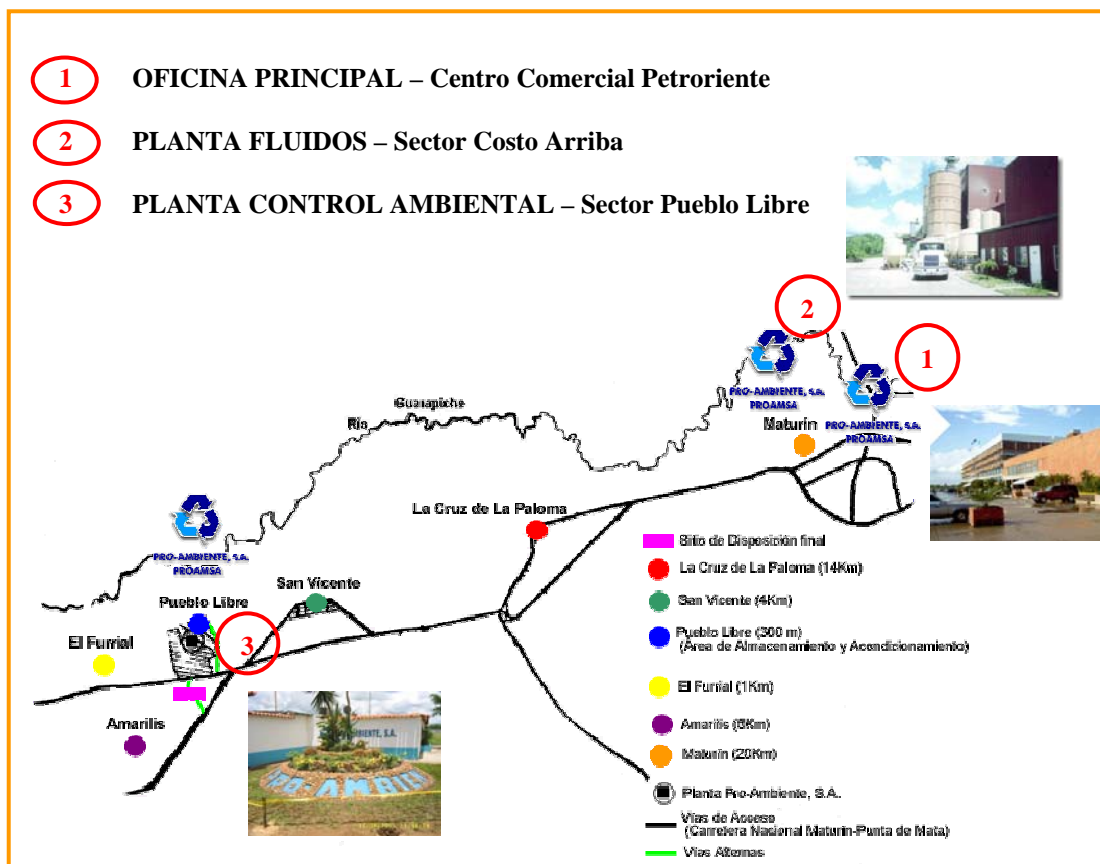 1 OFICINA PRINCIPAL – Centro Comercial Petroriente
2 PLANTA FLUIDOS – Sector Costo Arriba
3 PLANTA CONTROL AMBIENTAL – Sector Pueblo Libre
2
1
PRO-AMBIENTE, S.A.
PROAMSA
PRO-AMBIENTE, S.A.
PROAMSA
Río Guarapiche
Maturín
La Cruz de La Paloma
PRO-AMBIENTE, S.A.
PROAMSA
San Vicente
Pueblo Libre
El Furrial
3
Amarilis
AMBIENTE, S.A.
PRO-AMBIEN
Sitio de Disposición final
La Cruz de La Paloma (14Km)
San Vicente (4Km)
Pueblo Libre (300 m)
(Área de Almacenamiento y Acondicionamiento)
El Furrial (1Km)
Amarilis (6Km)
Maturín (20Km)
Planta Pro-Ambiente, S.A.
Vías de Acceso
(Carretera Nacional Maturín-Punta de Mata)
Vías Alternas